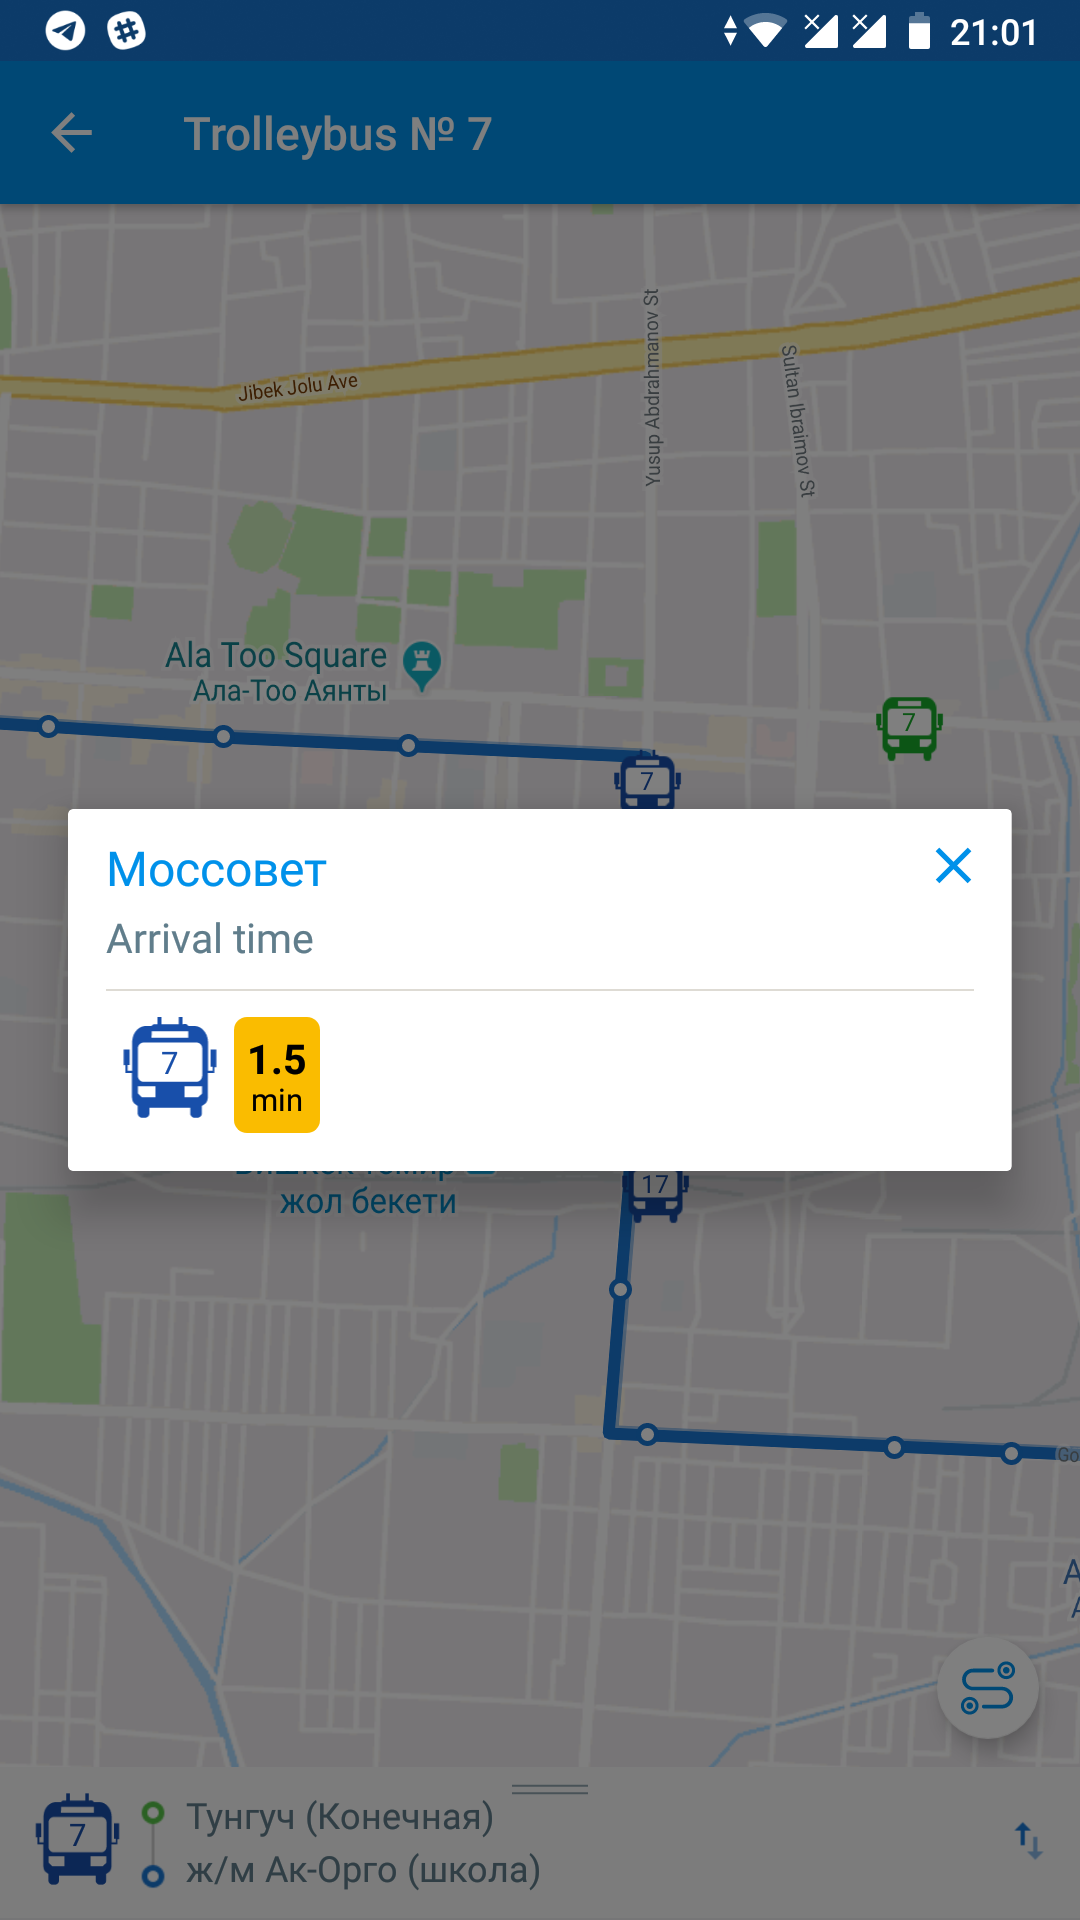 21:01
Trolleybus № 7
Jibek Jolu Ave
Yusup Abdrahmanov St
Sultan Ibraimov St
Ala Too Square
Ала-Тоо Аянты
7
7
Моссовет
Arrival time
7
1.5
min
жол бекети
17
Go
7
Тунгуч (Конечная)
ж/м Ак-Орго (школа)